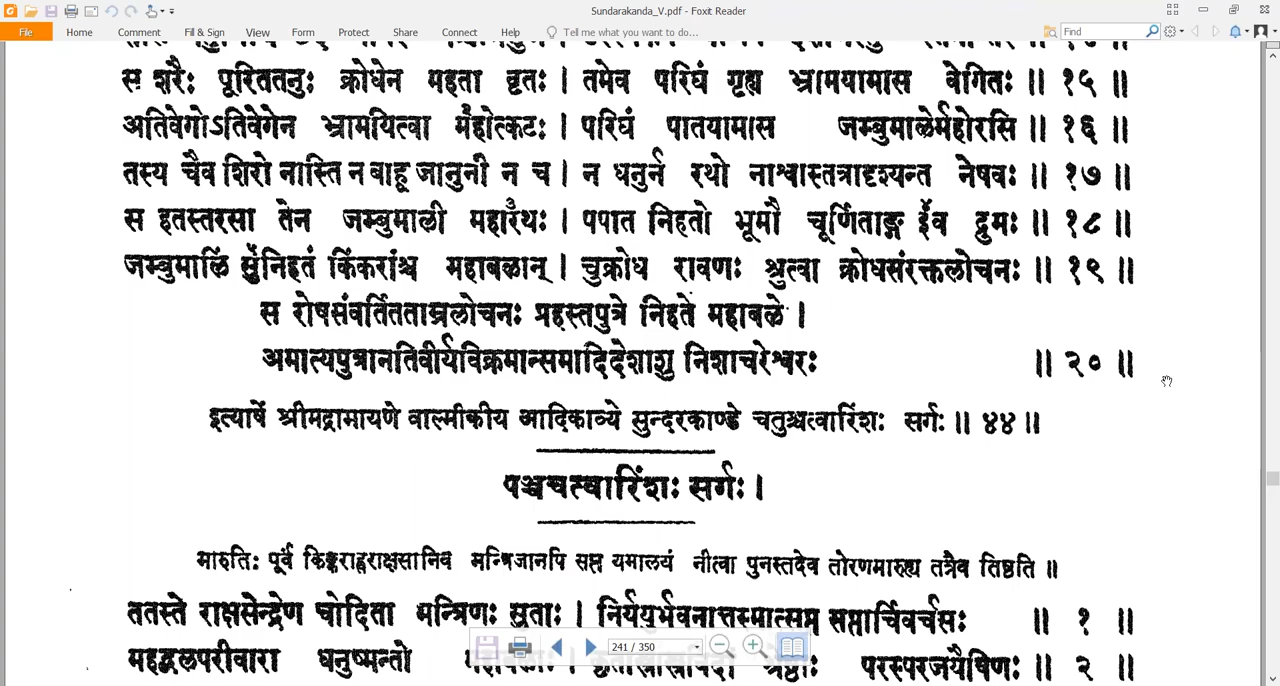 Sundarakanda_V.pdf - Foxit Reader
File Home Comment Fill & Sign View Form Protect Share Connect Help Tell me what you want to do... Find
स शरैः पूरिततनुः क्रोधेन महता वृतः । तमेव परिघं गृह्य भ्रामयामास वेगितः ॥ १५ ॥
अतिवेगोऽतिवेगेन भ्रामयित्वा मँहोत्कटः । परिघं पातयामास जम्बुमाळेर्महोरसि ॥ १६ ॥
तस्य चैव शिरो नास्ति न बाहू जानुनी न च । न धनुर्न रथो नाश्वास्तत्रादृश्यन्त नेषवः ॥ १७ ॥
स हतस्तरसा तेन जम्बुमाली महारथः । पपात निहतो भूमौ चूर्णिताङ्ग इव द्रुमः ॥ १८ ॥
जम्बुमालिं सुनिहतं किंकरांश्च महाबळान् । चुक्रोध रावणः श्रुत्वा क्रोधसंरक्तलोचनः ॥ १९ ॥
स रोषसंवर्तितताम्रलोचनः प्रहस्तपुत्रे निहते महाबळे ।
अमात्यपुत्रानतिवीर्यविक्रमान्समादिदेशाशु निशाचरेश्वरः ॥ २० ॥
इत्यार्षे श्रीमद्रामायणे वाल्मीकीय आदिकाव्ये सुन्दरकाण्डे चतुश्चत्वारिंशः सर्गः ॥ ४४ ॥
पञ्चचत्वारिंशः सर्गः ।
मारुतिः पूर्वं किङ्करान्नराक्षसानिव मन्त्रिजानपि सप्त यमालयं नीत्वा पुनस्तदेव तोरणमारुह्य तत्रैव तिष्ठति ॥
ततस्ते राक्षसेन्द्रेण चोदिता मन्त्रिणः सुताः । निर्ययुर्भवनात्तस्मात्सप्त सप्तार्चिवर्चसः ॥ १ ॥
महद्बलपरीवारा धनुष्मन्तो परस्परजयैषिणः ॥ २ ॥
241 / 350